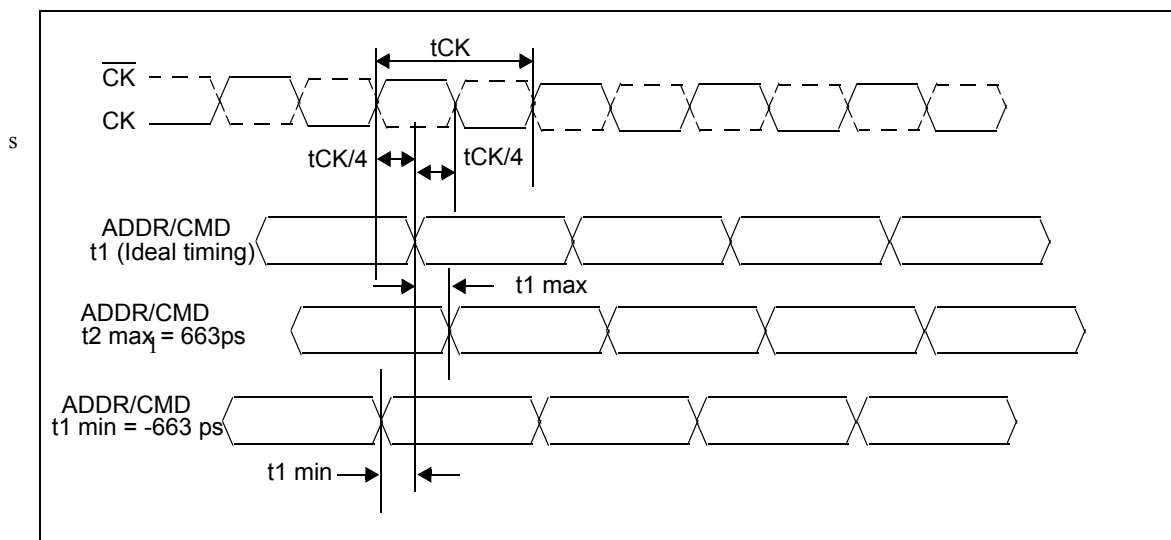 tCK
CK
CK
s
tCK/4
tCK/4
ADDR/CMD
t1 (Ideal timing)
t1 max
ADDR/CMD
t2 max = 663ps
1
ADDR/CMD
t1 min = -663 ps
t1 min